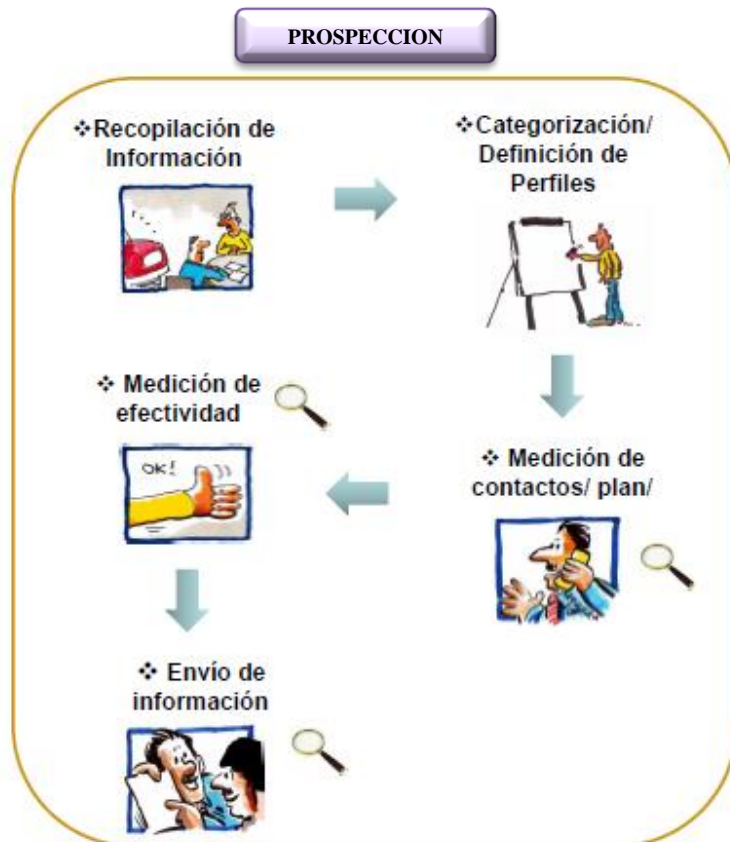 PROSPECCION
❖Recopilación de
Información
❖Categorización/
Definición de
Perfiles
❖ Medición de
contactos/ plan/
❖ Medición de
efectividad
OK!
❖ Envío de
información